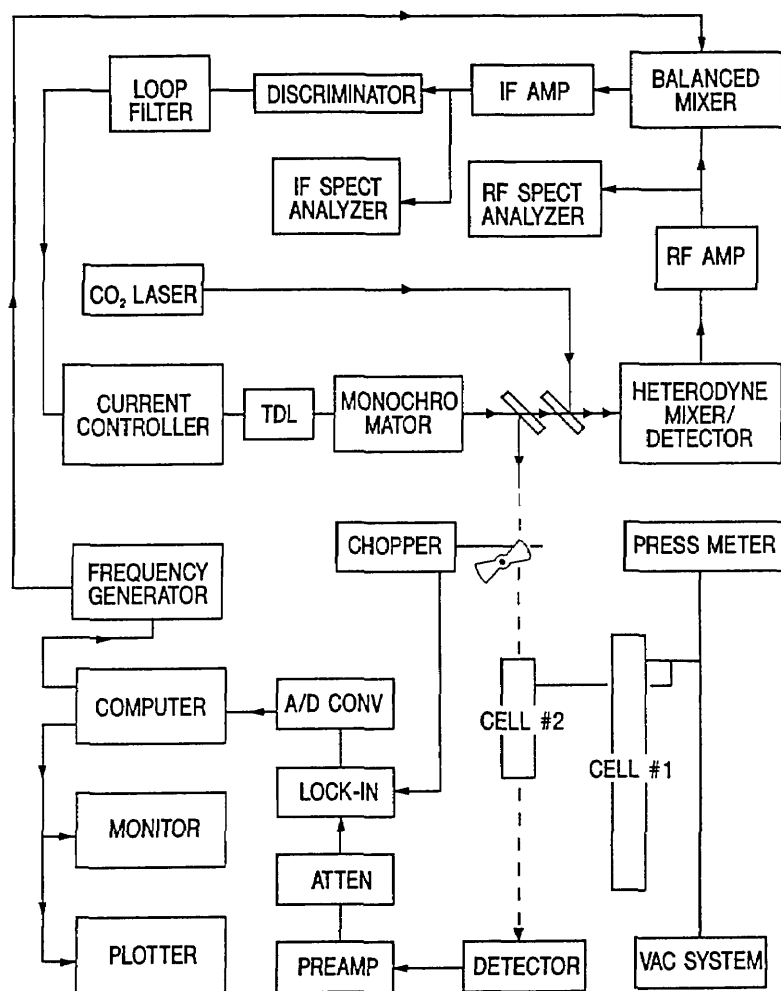 LOOP
FILTER
DISCRIMINATOR
IF AMP
BALANCED
MIXER
IF SPECT
ANALYZER
RF SPECT
ANALYZER
RF AMP
CO₂ LASER
CURRENT
CONTROLLER
TDL
MONOCHRO
MATOR
HETERODYNE
MIXER/
DETECTOR
CHOPPER
PRESS METER
FREQUENCY
GENERATOR
COMPUTER
A/D CONV
CELL #2
CELL #1
LOCK-IN
MONITOR
ATTEN
PLOTTER
PREAMP
DETECTOR
VAC SYSTEM